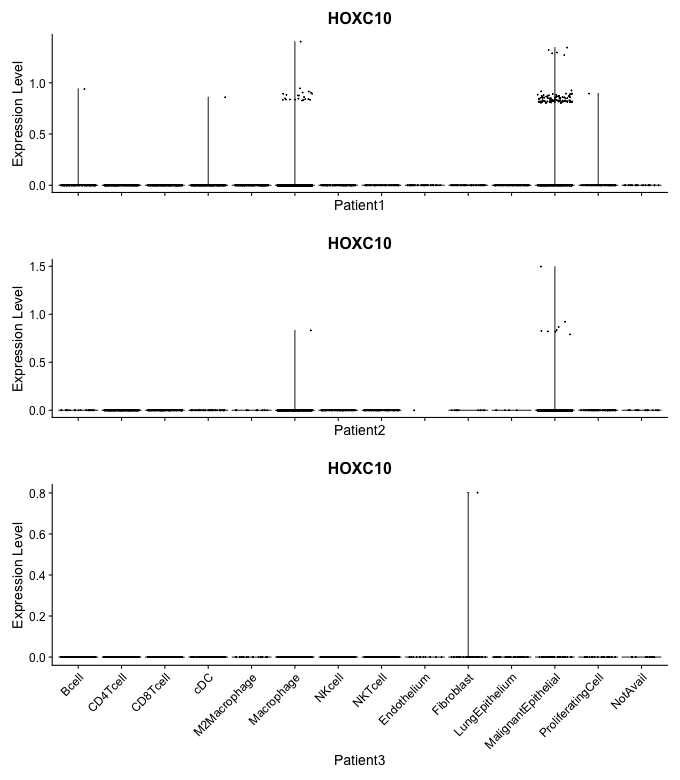 HOXC10
Expression Level
1.0
0.5
0.0
Patient1
HOXC10
Expression Level
1.5
1.0
0.5
0.0
Patient2
HOXC10
Expression Level
0.8
0.6
0.4
0.2
0.0
Bcell
CD4Tcell
CD8Tcell
cDC
M2Macrophage
Macrophage
NKcell
NKTcell
Endothelium
Fibroblast
LungEpithelium
MalignantEpithelial
ProliferatingCell
NotAvail
Patient3